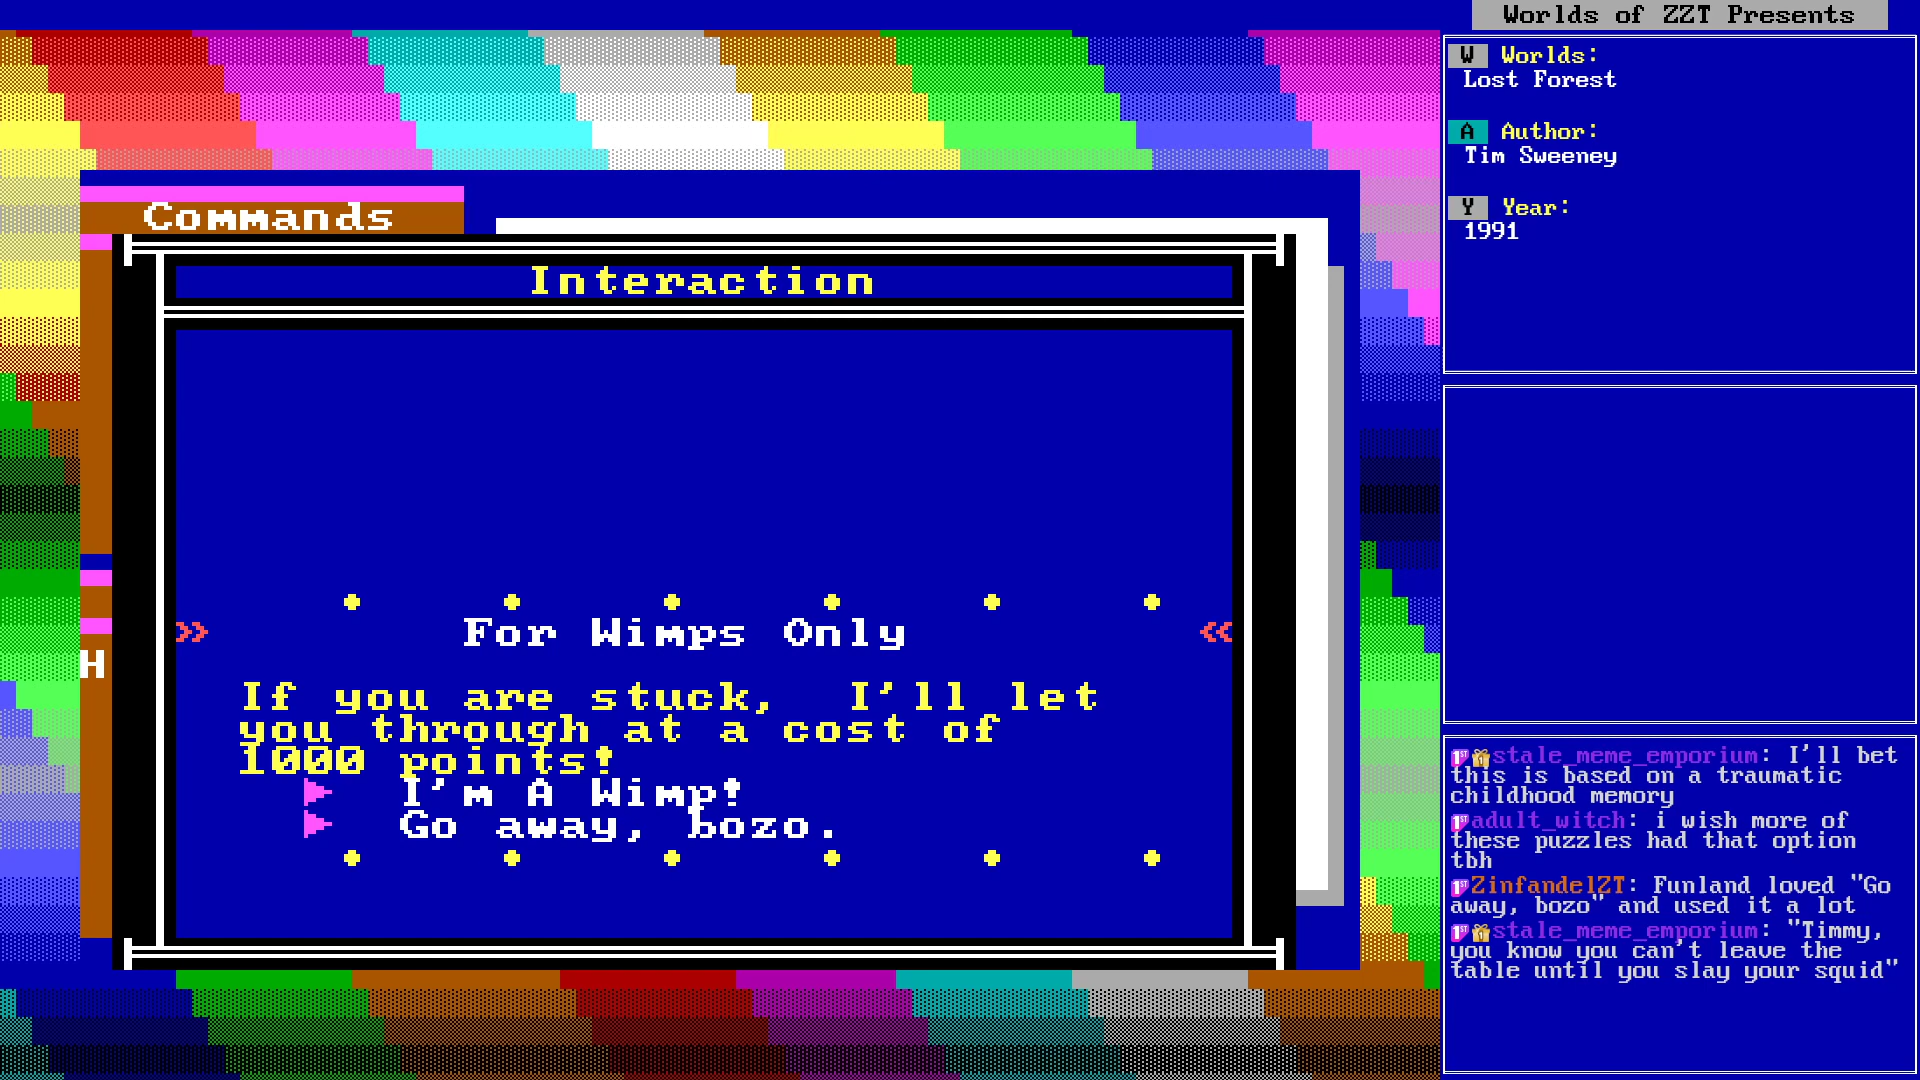 Worlds of ZZT Presents
W Worlds:
Lost Forest
A Author:
Tim Sweeney
Y Year:
1991
Commands
Interaction
» For Wimps Only «
If you are stuck, I'll let
you through at a cost of
1000 points!
I'm A Wimp!
Go away, bozo.
H
1ST stale_meme_emporium: I'll bet
this is based on a traumatic
childhood memory
1ST adult_witch: i wish more of
these puzzles had that option
tbh
1ST ZinfandelZT: Funland loved "Go
away, bozo" and used it a lot
1ST stale_meme_emporium: "Timmy,
you know you can't leave the
table until you slay your squid"